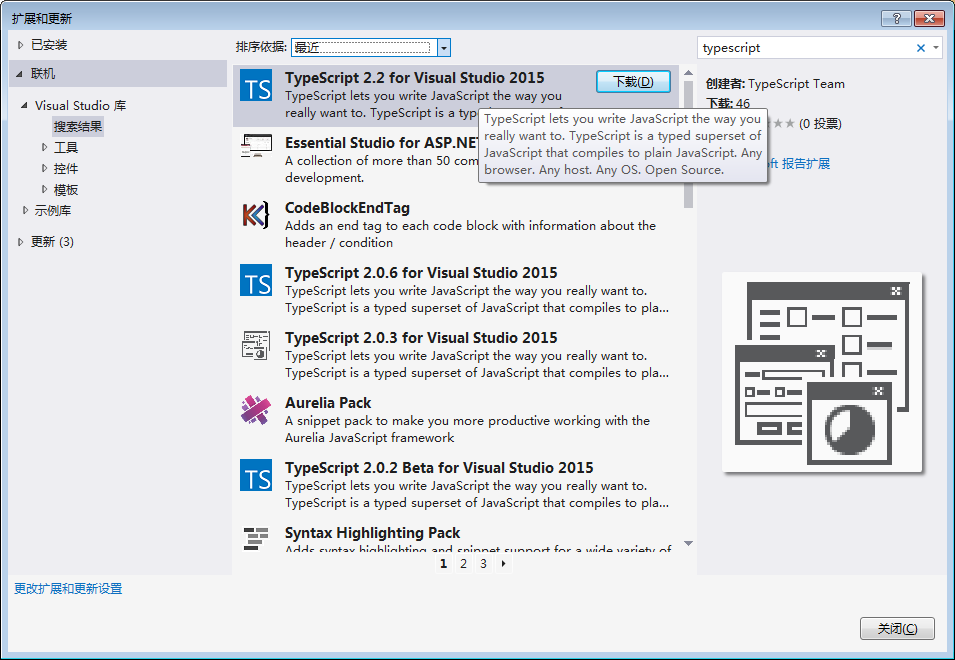 扩展和更新
已安装
联机
Visual Studio 库
搜索结果
工具
控件
模板
示例库
更新 (3)
排序依据: 最近
TypeScript 2.2 for Visual Studio 2015
下载(D)
TypeScript lets you write JavaScript the way you
really want to. TypeScript is a typ
TypeScript lets you write JavaScript the way you
really want to. TypeScript is a typed superset of
JavaScript that compiles to plain JavaScript. Any
browser. Any host. Any OS. Open Source.
Essential Studio for ASP.NE
A collection of more than 50 com
development.
CodeBlockEndTag
Adds an end tag to each code block with information about the
header / condition
TypeScript 2.0.6 for Visual Studio 2015
TypeScript lets you write JavaScript the way you really want to.
TypeScript is a typed superset of JavaScript that compiles to pla...
TypeScript 2.0.3 for Visual Studio 2015
TypeScript lets you write JavaScript the way you really want to.
TypeScript is a typed superset of JavaScript that compiles to pla...
Aurelia Pack
A snippet pack to make you more productive working with the
Aurelia JavaScript framework
TypeScript 2.0.2 Beta for Visual Studio 2015
TypeScript lets you write JavaScript the way you really want to.
TypeScript is a typed superset of JavaScript that compiles to pla...
Syntax Highlighting Pack
Adds syntax highlighting and snippet support for a wide variety of
1 2 3
typescript
创建者: TypeScript Team
下载: 46
(0 投票)
ft 报告扩展
更改扩展和更新设置
关闭(C)